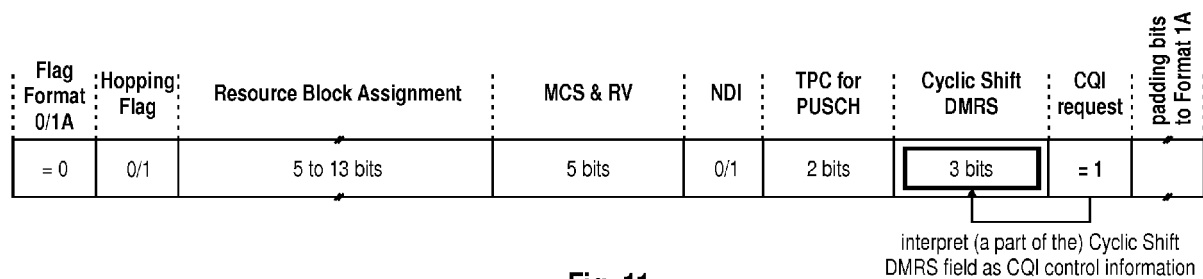 Flag
Format
0/1A
Hopping
Flag
Resource Block Assignment
MCS & RV
NDI
TPC for
PUSCH
Cyclic Shift
DMRS
CQI
request
padding bits
to Format 1A
= 0
0/1
5 to 13 bits
5 bits
0/1
2 bits
3 bits
= 1
interpret (a part of the) Cyclic Shift
DMRS field as CQI control information